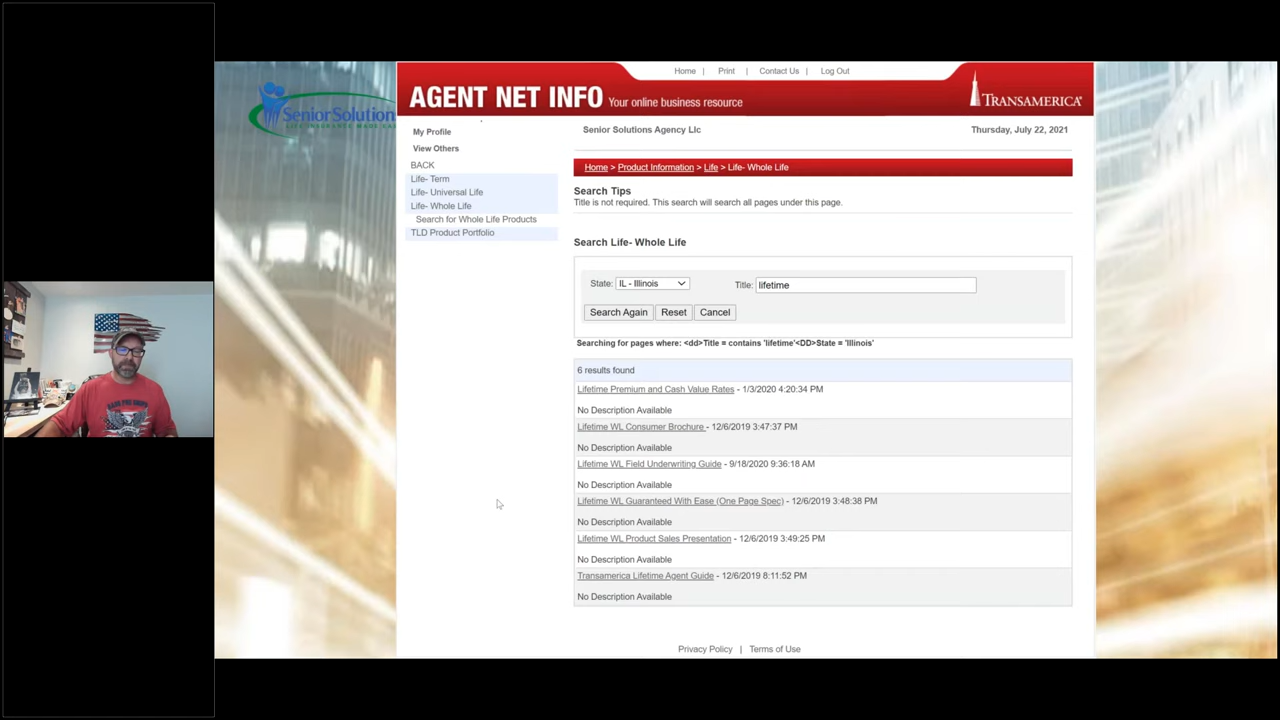 Home | Print | Contact Us | Log Out
AGENT NET INFO Your online business resource
TRANSAMERICA®
SeniorSolution
LIFE INSURANCE MADE
My Profile
View Others
BACK
Life- Term
Life- Universal Life
Life- Whole Life
Search for Whole Life Products
TLD Product Portfolio
Senior Solutions Agency Llc
Thursday, July 22, 2021
Home > Product Information > Life > Life- Whole Life
Search Tips
Title is not required. This search will search all pages under this page.
Search Life- Whole Life
State: IL - Illinois Title: lifetime
Search Again Reset Cancel
Searching for pages where: <dd>Title = contains 'lifetime'<DD>State = 'Illinois'
6 results found
Lifetime Premium and Cash Value Rates - 1/3/2020 4:20:34 PM
No Description Available
Lifetime WL Consumer Brochure - 12/6/2019 3:47:37 PM
No Description Available
Lifetime WL Field Underwriting Guide - 9/18/2020 9:36:18 AM
No Description Available
Lifetime WL Guaranteed With Ease (One Page Spec) - 12/6/2019 3:48:38 PM
No Description Available
Lifetime WL Product Sales Presentation - 12/6/2019 3:49:25 PM
No Description Available
Transamerica Lifetime Agent Guide - 12/6/2019 8:11:52 PM
No Description Available
Privacy Policy | Terms of Use